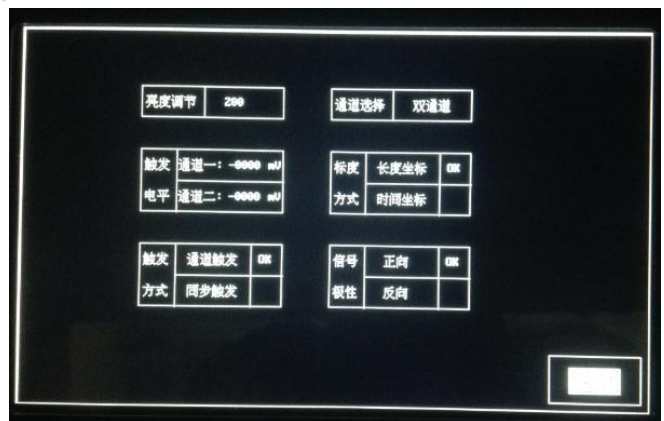 亮度调节 200
通道选择 双通道
触发电平 通道一：-0000 mV
通道二：-0000 mV
标度方式 长度坐标 OK
时间坐标
触发方式 通道触发 OK
同步触发
信号极性 正向 OK
反向